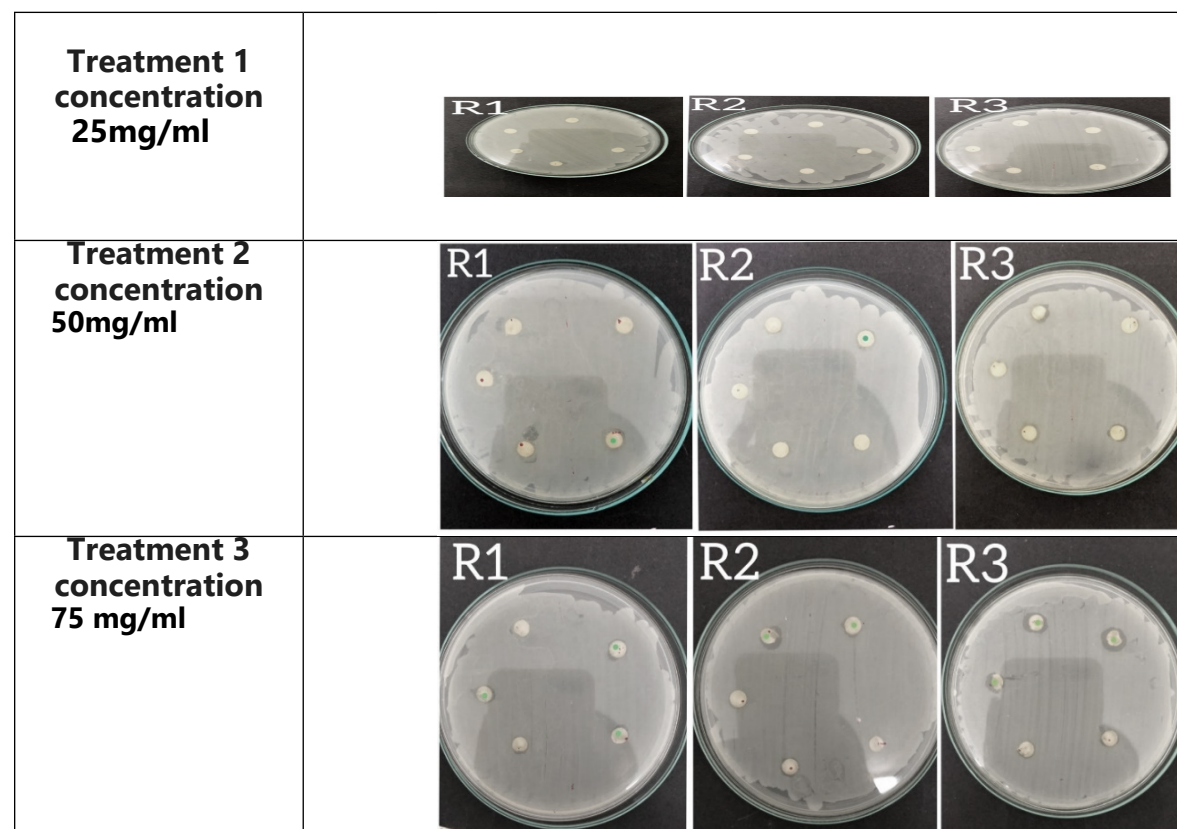 Treatment 1
concentration
25mg/ml
R1 R2 R3
Treatment 2
concentration
50mg/ml
R1 R2 R3
Treatment 3
concentration
75 mg/ml
R1 R2 R3